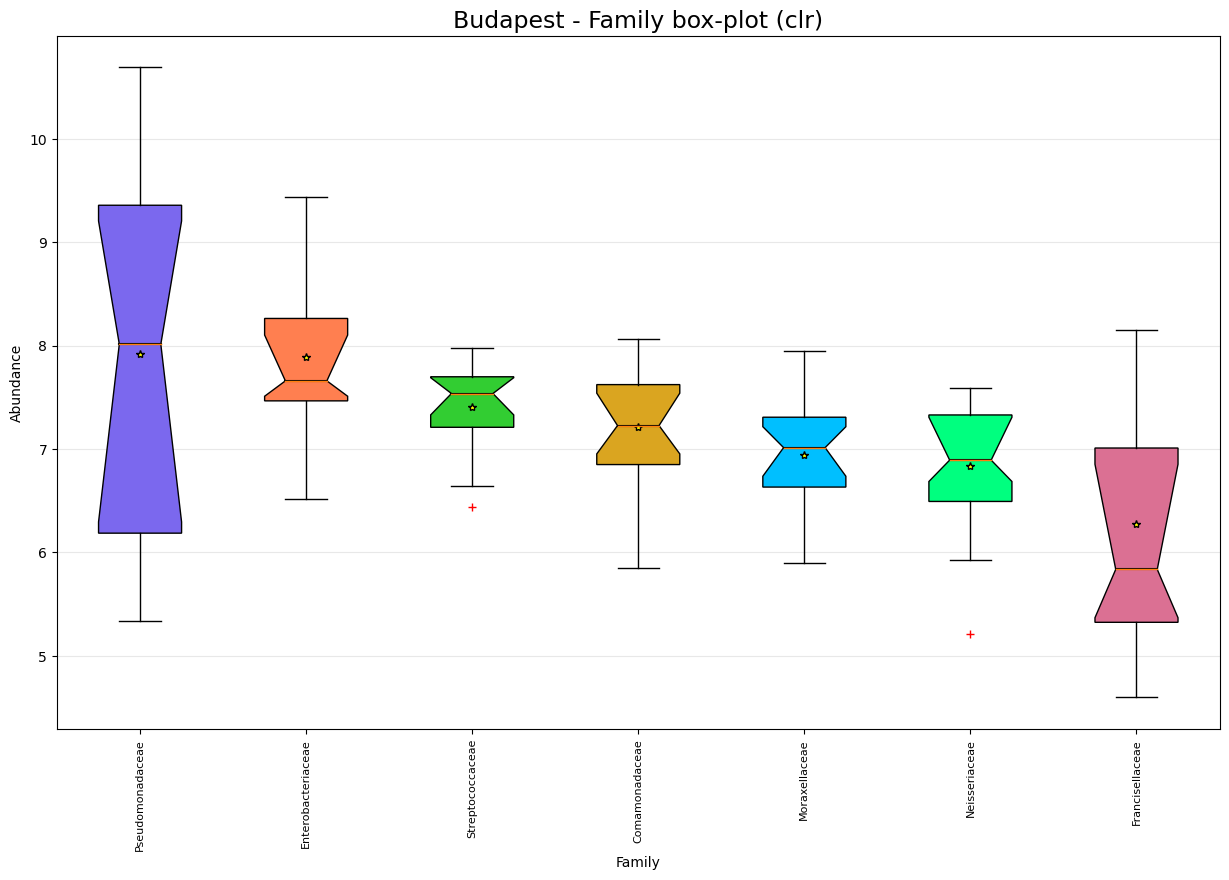 Budapest - Family box-plot (clr)
Abundance
10
9
8
7
6
5
Pseudomonadaceae
Enterobacteriaceae
Streptococcaceae
Comamonadaceae
Moraxellaceae
Neisseriaceae
Francisellaceae
Family